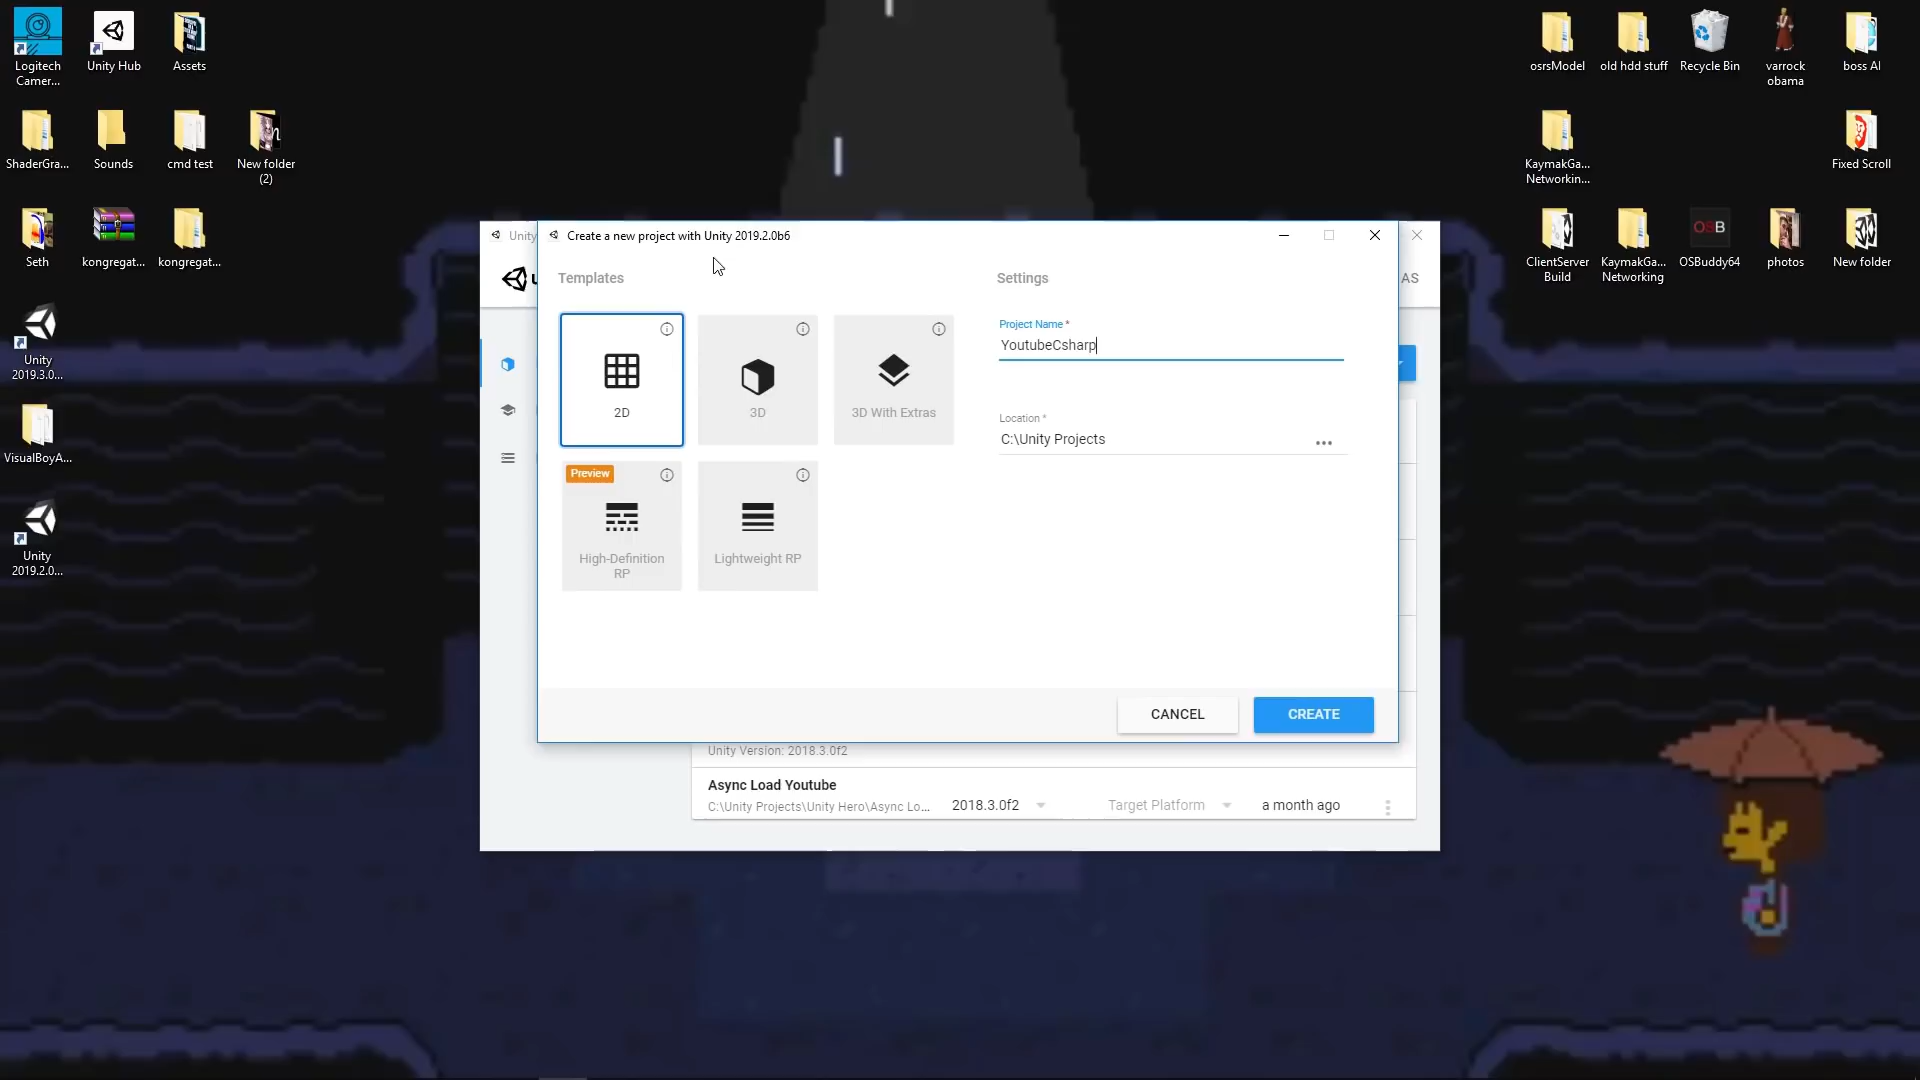 Logitech
Camer...
Unity Hub
Assets
osrsModel
old hdd stuff
Recycle Bin
varrock
obama
boss AI
ShaderGra...
Sounds
cmd test
New folder
(2)
KaymakGa...
Networkin...
Fixed Scroll
Seth
kongregat...
kongregat...
ClientServer
Build
KaymakGa...
Networking
OSB
OSBuddy64
photos
New folder
Unity
2019.3.0...
VisualBoyA...
Unity
2019.2.0...
Unity
Create a new project with Unity 2019.2.0b6
AS
Templates
Settings
2D
3D
3D With Extras
Preview
High-Definition
RP
Lightweight RP
Project Name *
YoutubeCsharp
Location *
C:\Unity Projects
...
CANCEL
CREATE
Unity Version: 2018.3.0f2
Async Load Youtube
C:\Unity Projects\Unity Hero\Async Lo...
2018.3.0f2
Target Platform
a month ago